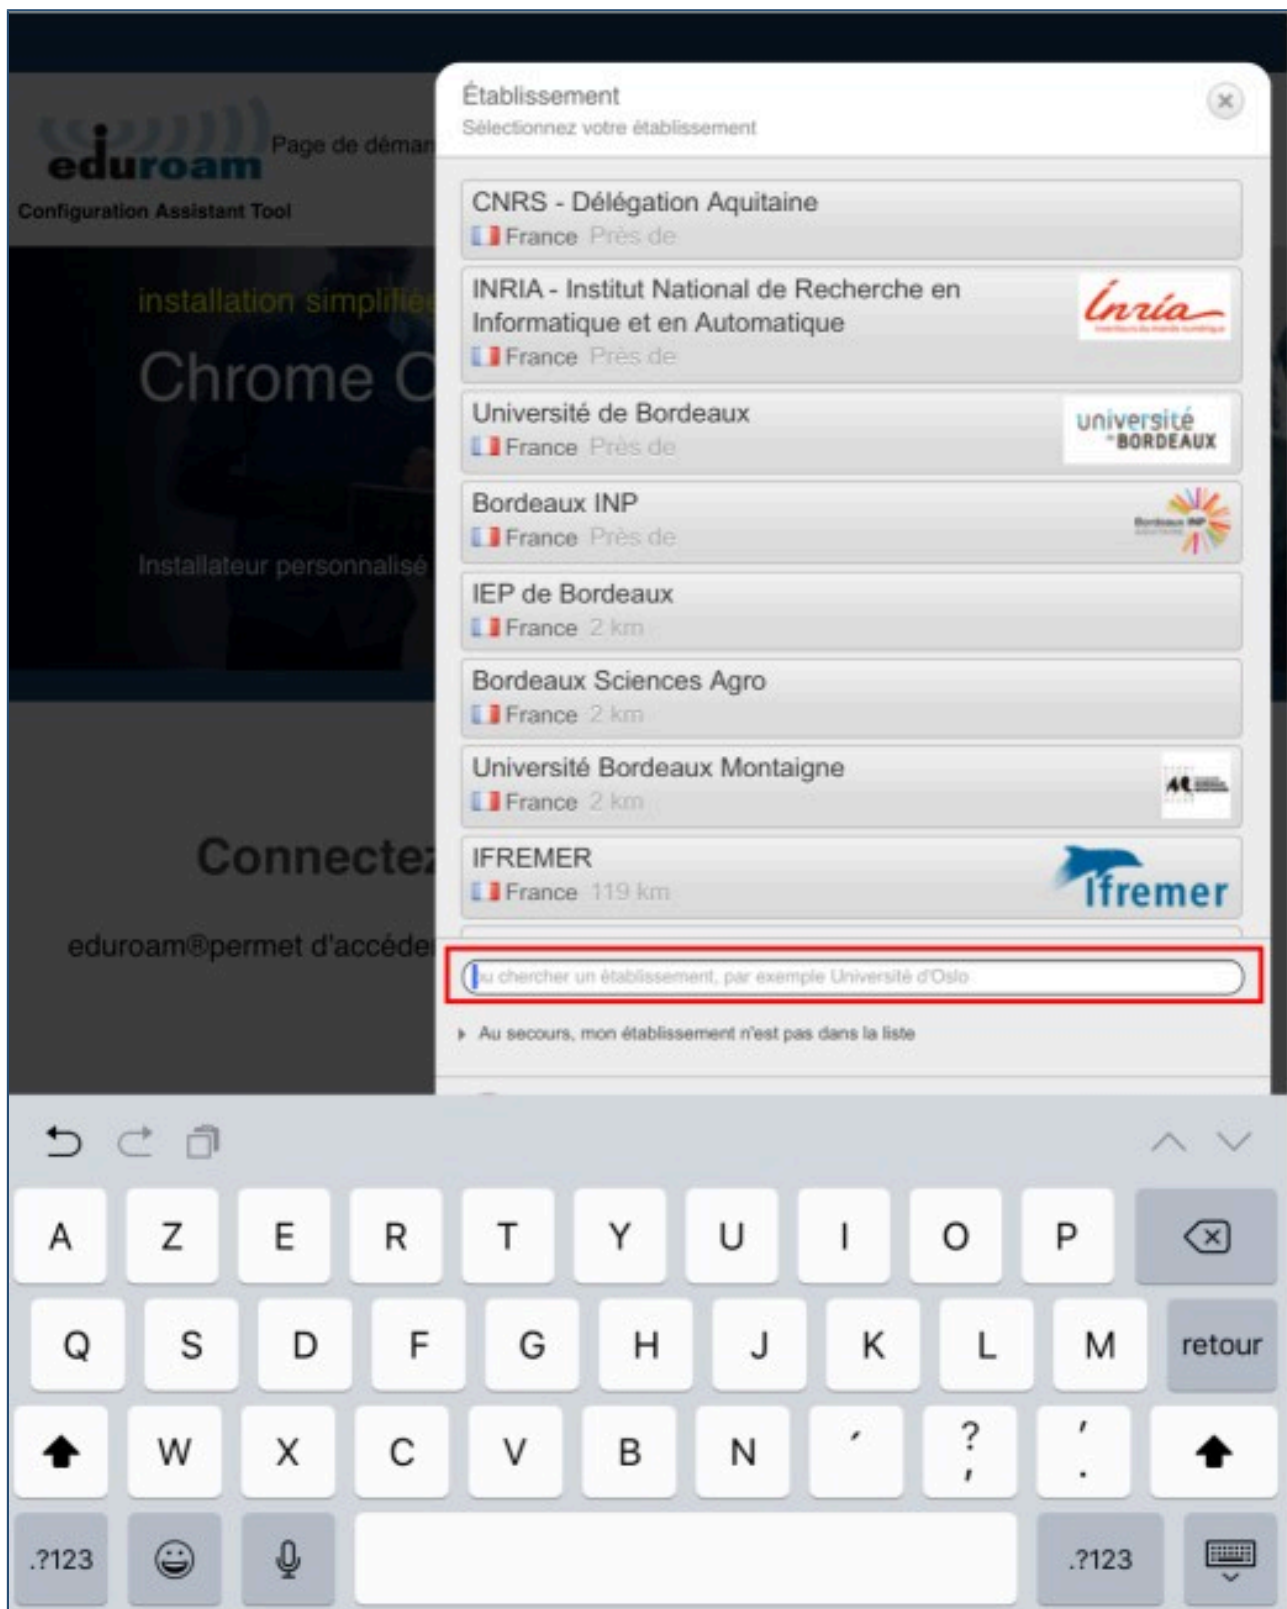 eduroam
Page de déman
Configuration Assistant Tool
installation simplifiée
Chrome O
Installateur personnalisé
Connectez
eduroam®permet d'accéde
Établissement
Sélectionnez votre établissement
CNRS - Délégation Aquitaine
France Près de
INRIA - Institut National de Recherche en
Informatique et en Automatique
France Près de
Inria
Université de Bordeaux
France Près de
université
de BORDEAUX
Bordeaux INP
France Près de
Bordeaux INP
AQUITAINE
IEP de Bordeaux
France 2 km
Bordeaux Sciences Agro
France 2 km
Université Bordeaux Montaigne
France 2 km
IFREMER
France 119 km
Ifremer
ou chercher un établissement, par exemple Université d'Oslo
Au secours, mon établissement n'est pas dans la liste
A Z E R T Y U I O P
Q S D F G H J K L M retour
W X C V B N ´ ? , ' .
.?123 .?123